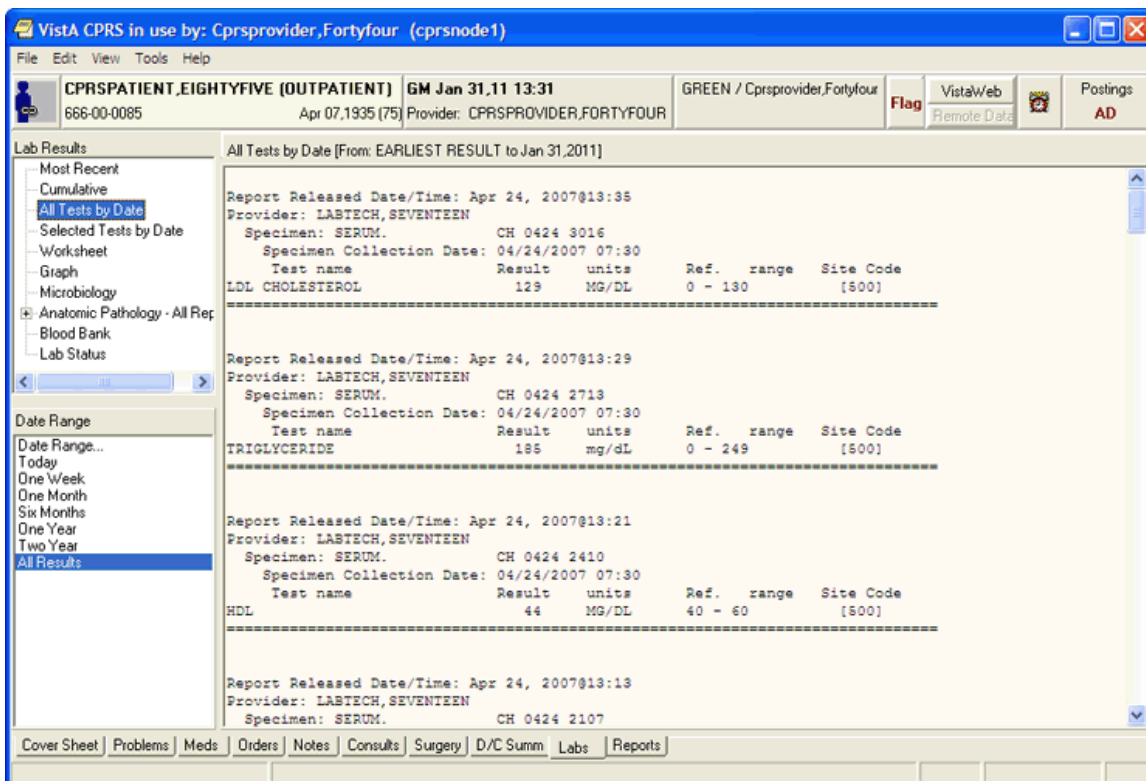 VistA CPRS in use by: Cprsprovider,Fortyfour (cprsnode1)
File Edit View Tools Help
CPRSPATIENT,EIGHTYFIVE (OUTPATIENT)
666-00-0085 Apr 07,1935 (75)
GM Jan 31,11 13:31
Provider: CPRSPROVIDER,FORTYFOUR
GREEN / Cprsprovider,Fortyfour
Flag
VistaWeb
Remote Data
Postings
AD
Lab Results
Most Recent
Cumulative
All Tests by Date
Selected Tests by Date
Worksheet
Graph
Microbiology
Anatomic Pathology - All Rep
Blood Bank
Lab Status
Date Range
Date Range...
Today
One Week
One Month
Six Months
One Year
Two Year
All Results
All Tests by Date [From: EARLIEST RESULT to Jan 31,2011]
Report Released Date/Time: Apr 24, 2007@13:35
Provider: LABTECH,SEVENTEEN
Specimen: SERUM. CH 0424 3016
Specimen Collection Date: 04/24/2007 07:30
Test name Result units Ref. range Site Code
LDL CHOLESTEROL 129 MG/DL 0 - 130 [500]
===============================================================================
Report Released Date/Time: Apr 24, 2007@13:29
Provider: LABTECH,SEVENTEEN
Specimen: SERUM. CH 0424 2713
Specimen Collection Date: 04/24/2007 07:30
Test name Result units Ref. range Site Code
TRIGLYCERIDE 185 mg/dL 0 - 249 [500]
===============================================================================
Report Released Date/Time: Apr 24, 2007@13:21
Provider: LABTECH,SEVENTEEN
Specimen: SERUM. CH 0424 2410
Specimen Collection Date: 04/24/2007 07:30
Test name Result units Ref. range Site Code
HDL 44 MG/DL 40 - 60 [500]
===============================================================================
Report Released Date/Time: Apr 24, 2007@13:13
Provider: LABTECH,SEVENTEEN
Specimen: SERUM. CH 0424 2107
Cover Sheet Problems Meds Orders Notes Consults Surgery D/C Summ Labs Reports